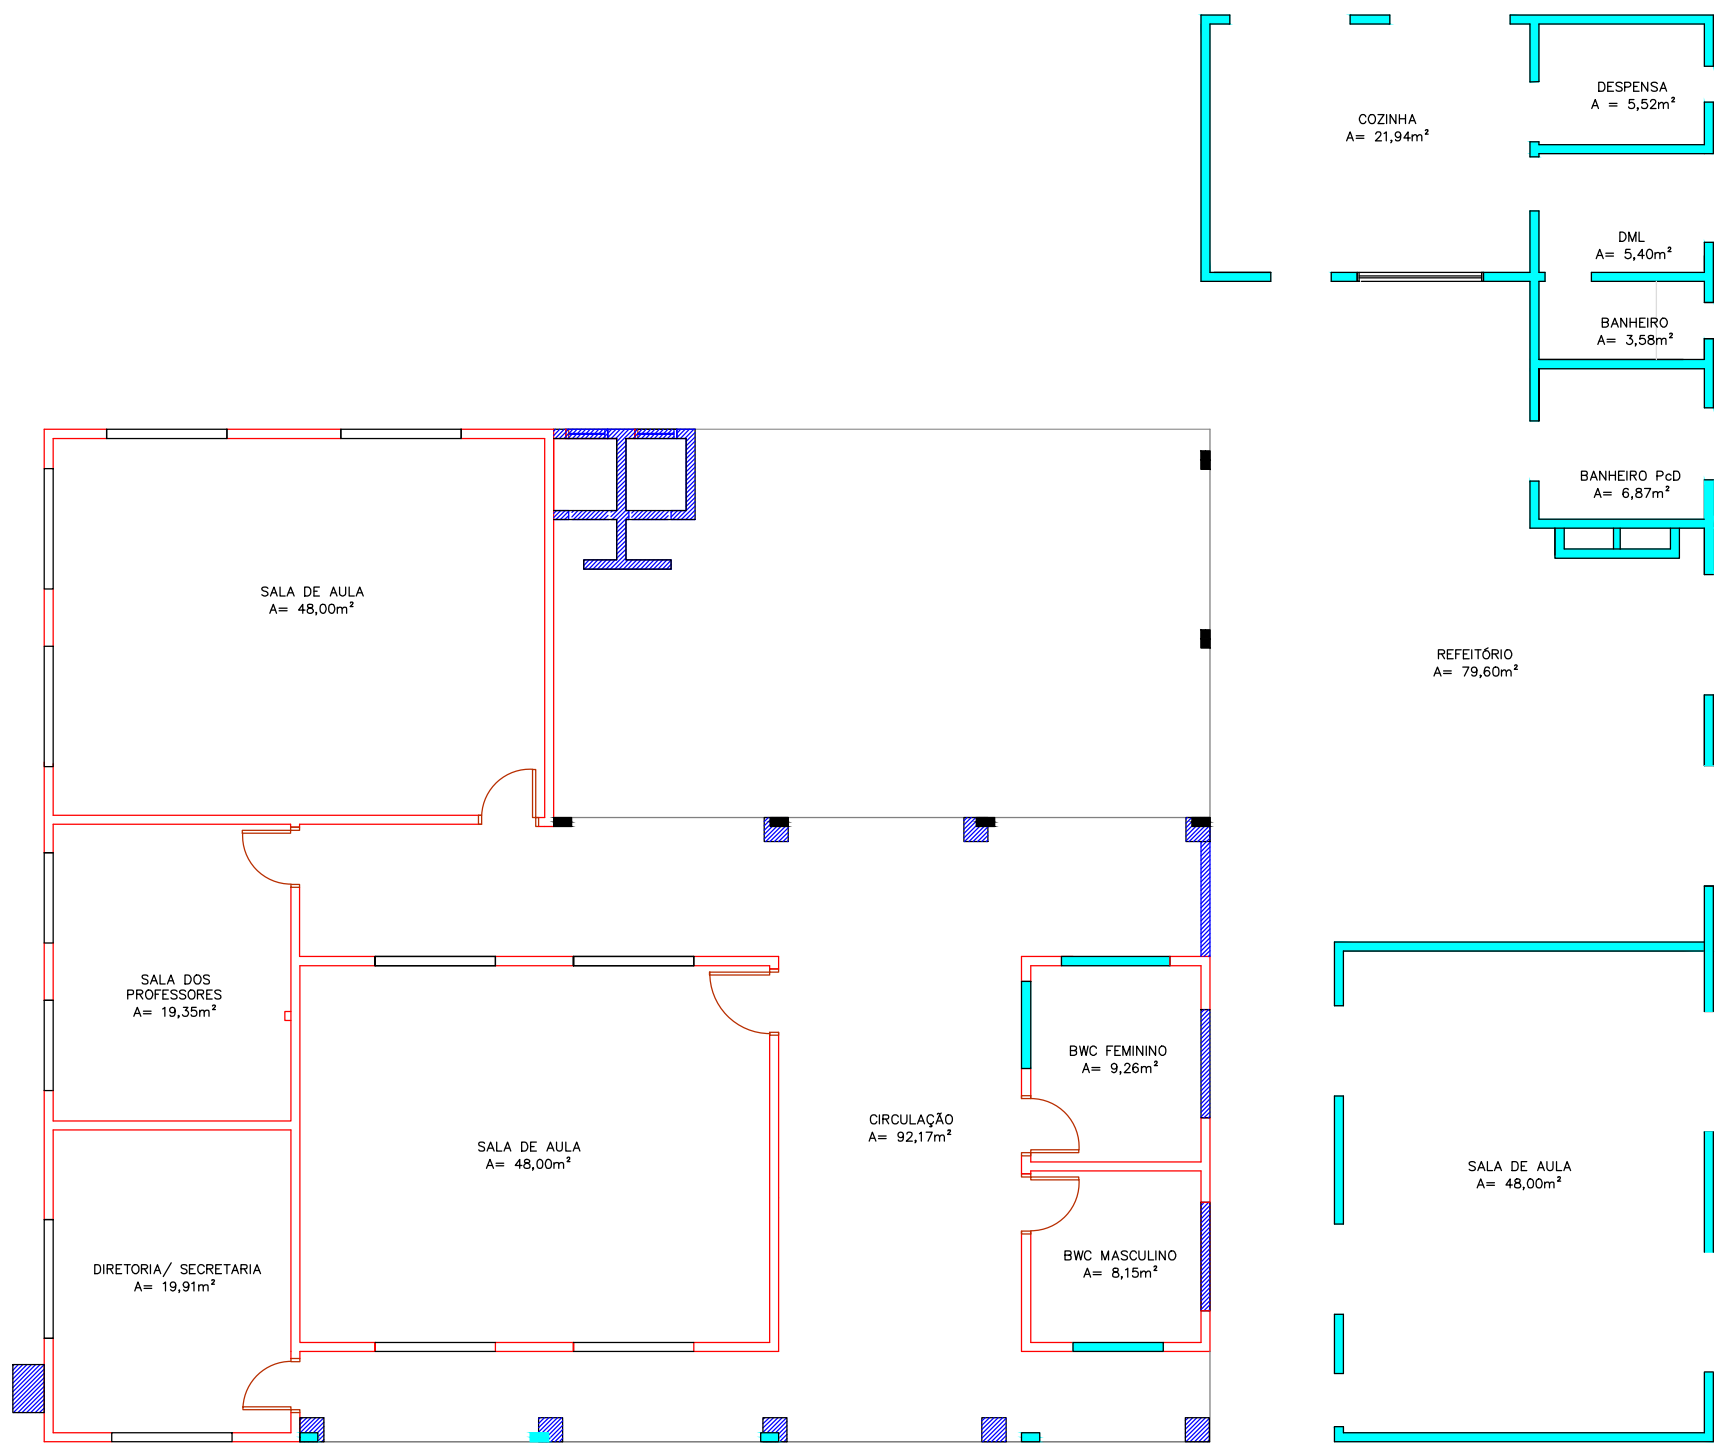 DESPENSA
A = 5,52m²
COZINHA
A= 21,94m²
DML
A= 5,40m²
BANHEIRO
A= 3,58m²
BANHEIRO PcD
A= 6,87m²
SALA DE AULA
A= 48,00m²
REFEITÓRIO
A= 79,60m²
SALA DOS
PROFESSORES
A= 19,35m²
BWC FEMININO
A= 9,26m²
CIRCULAÇÃO
A= 92,17m²
SALA DE AULA
A= 48,00m²
SALA DE AULA
A= 48,00m²
BWC MASCULINO
A= 8,15m²
DIRETORIA/ SECRETARIA
A= 19,91m²